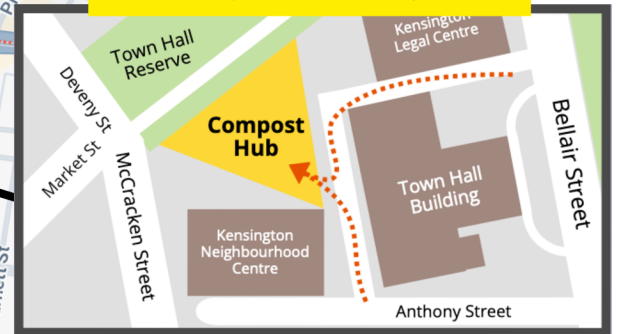 Kensington
Legal Centre
Town Hall
Reserve
Deveny St
Compost
Hub
Bellair Street
Market St
McCracken Street
Town Hall
Building
Kensington
Neighbourhood
Centre
Anthony Street